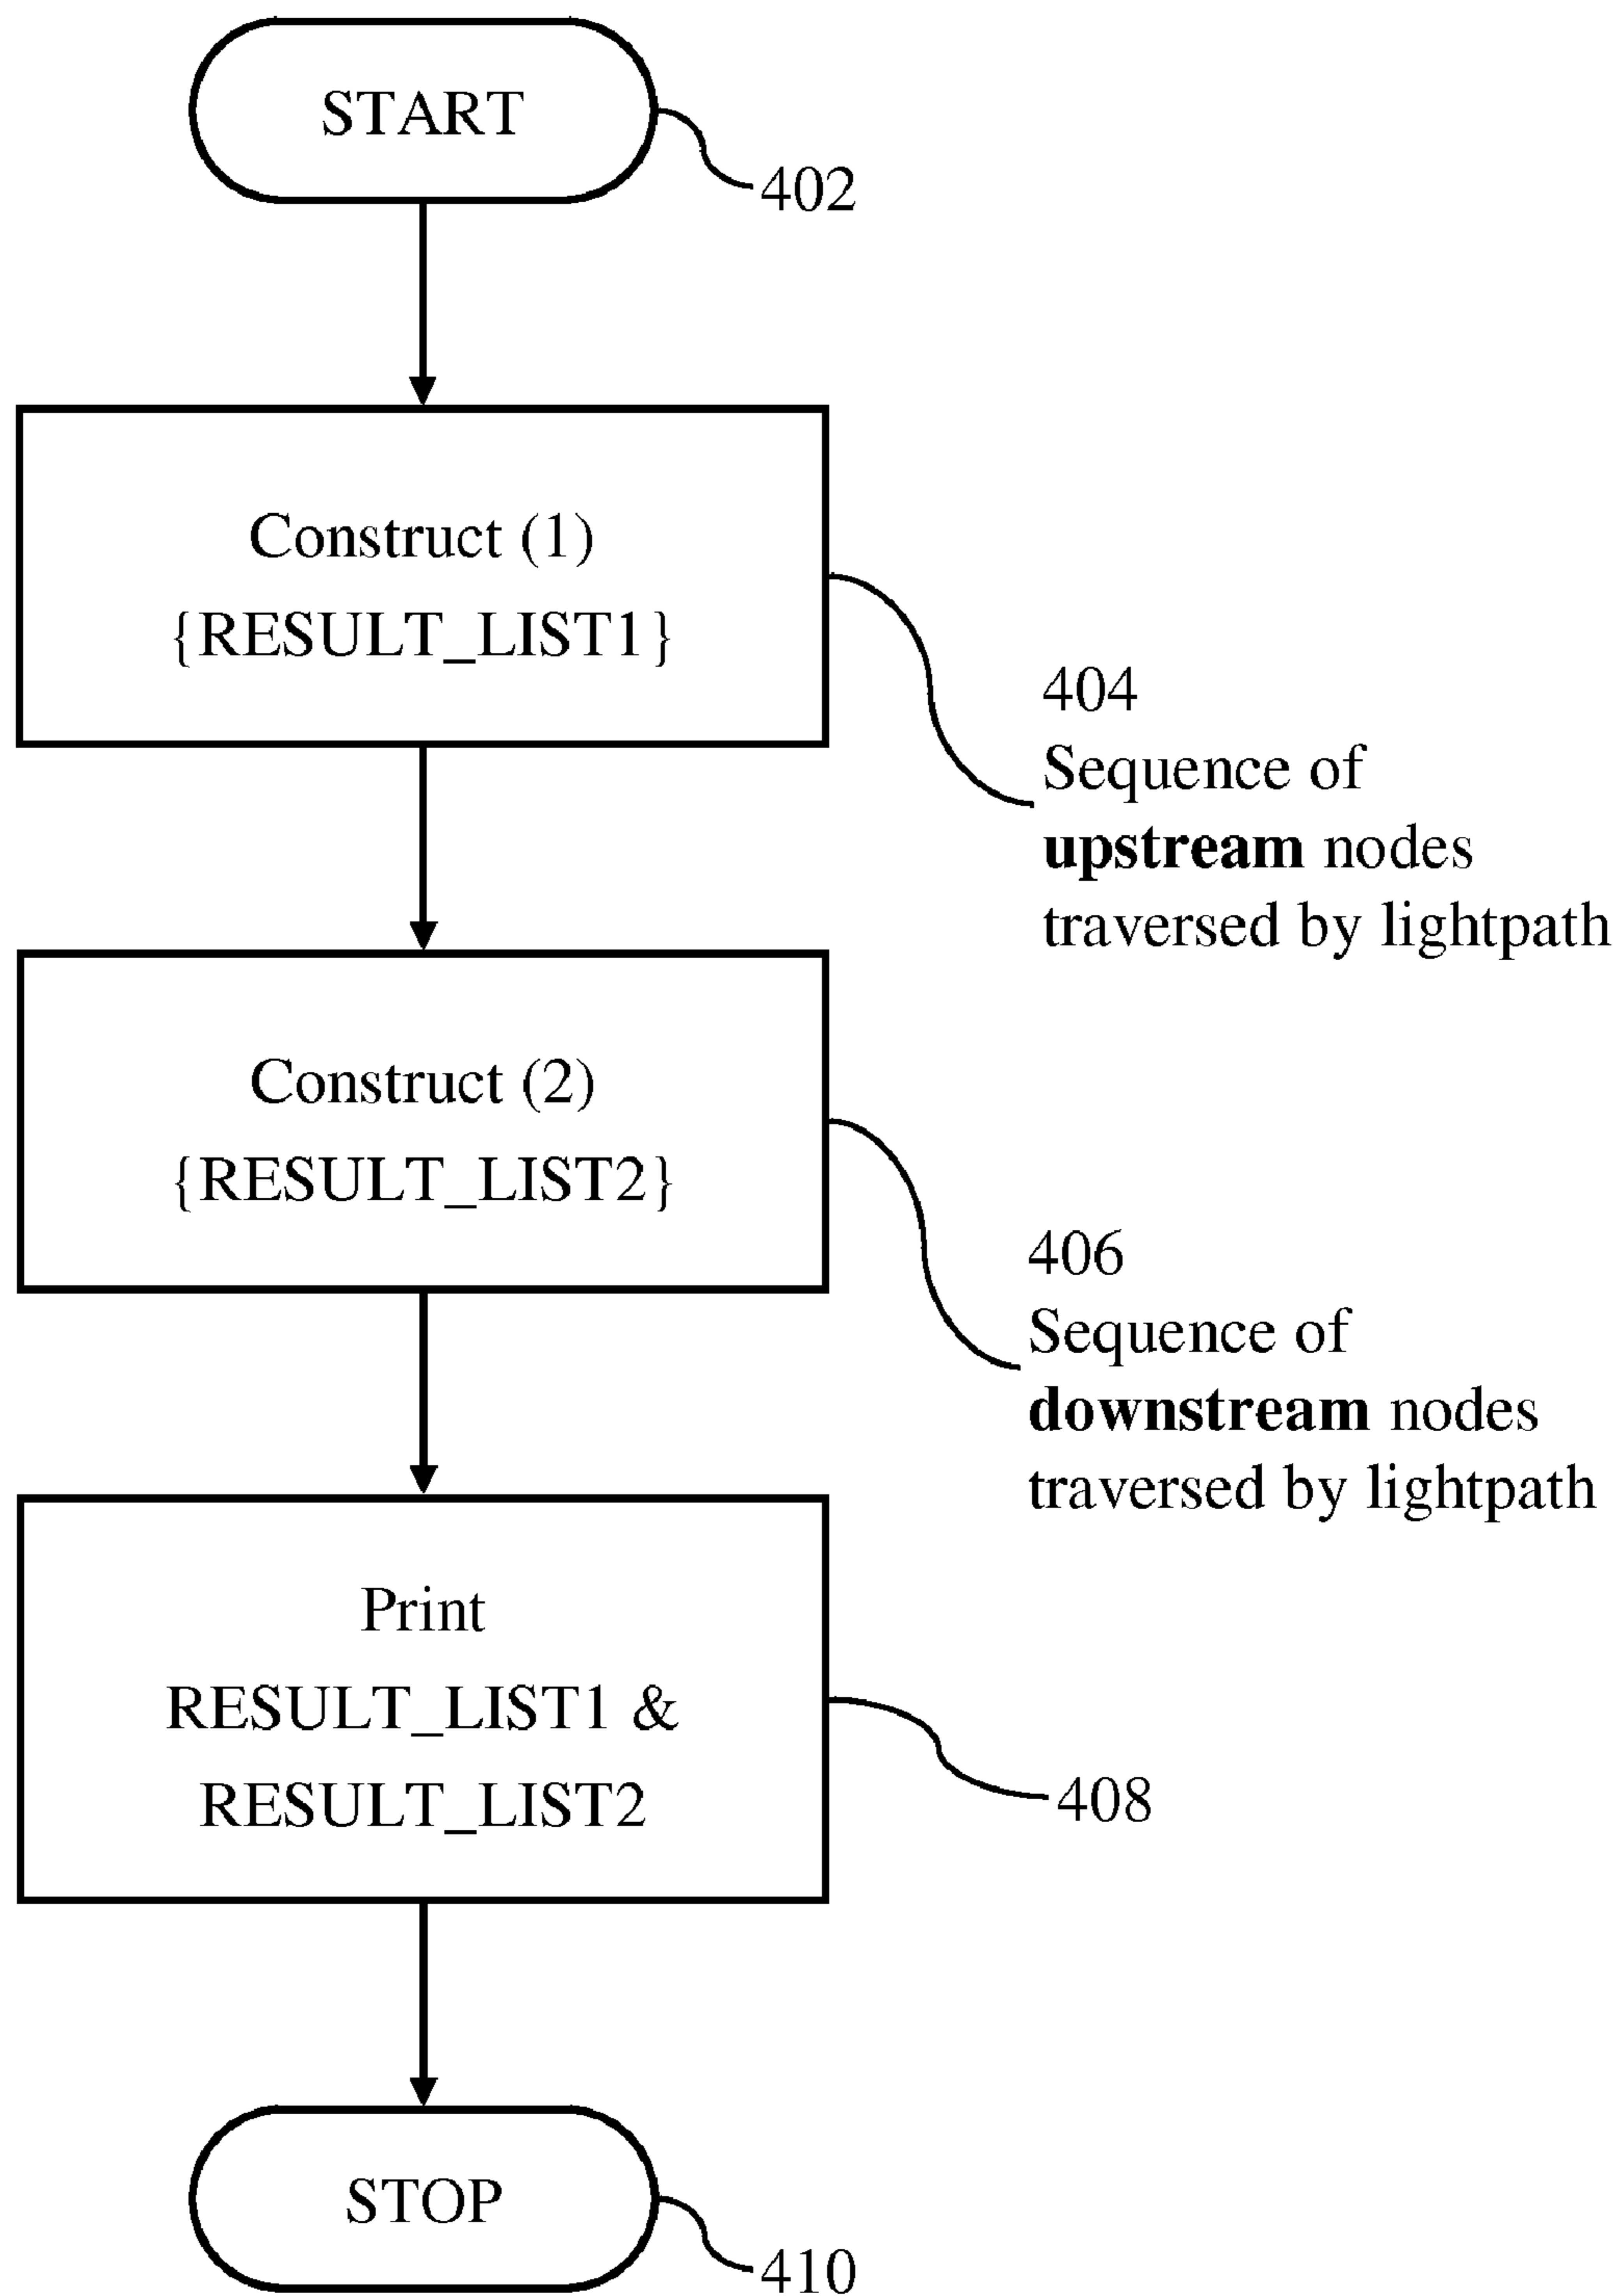 START
402
Construct (1)
{RESULT_LIST1}
404
Sequence of
upstream nodes
traversed by lightpath
Construct (2)
{RESULT_LIST2}
406
Sequence of
downstream nodes
traversed by lightpath
Print
RESULT_LIST1 &
RESULT_LIST2
408
STOP
410